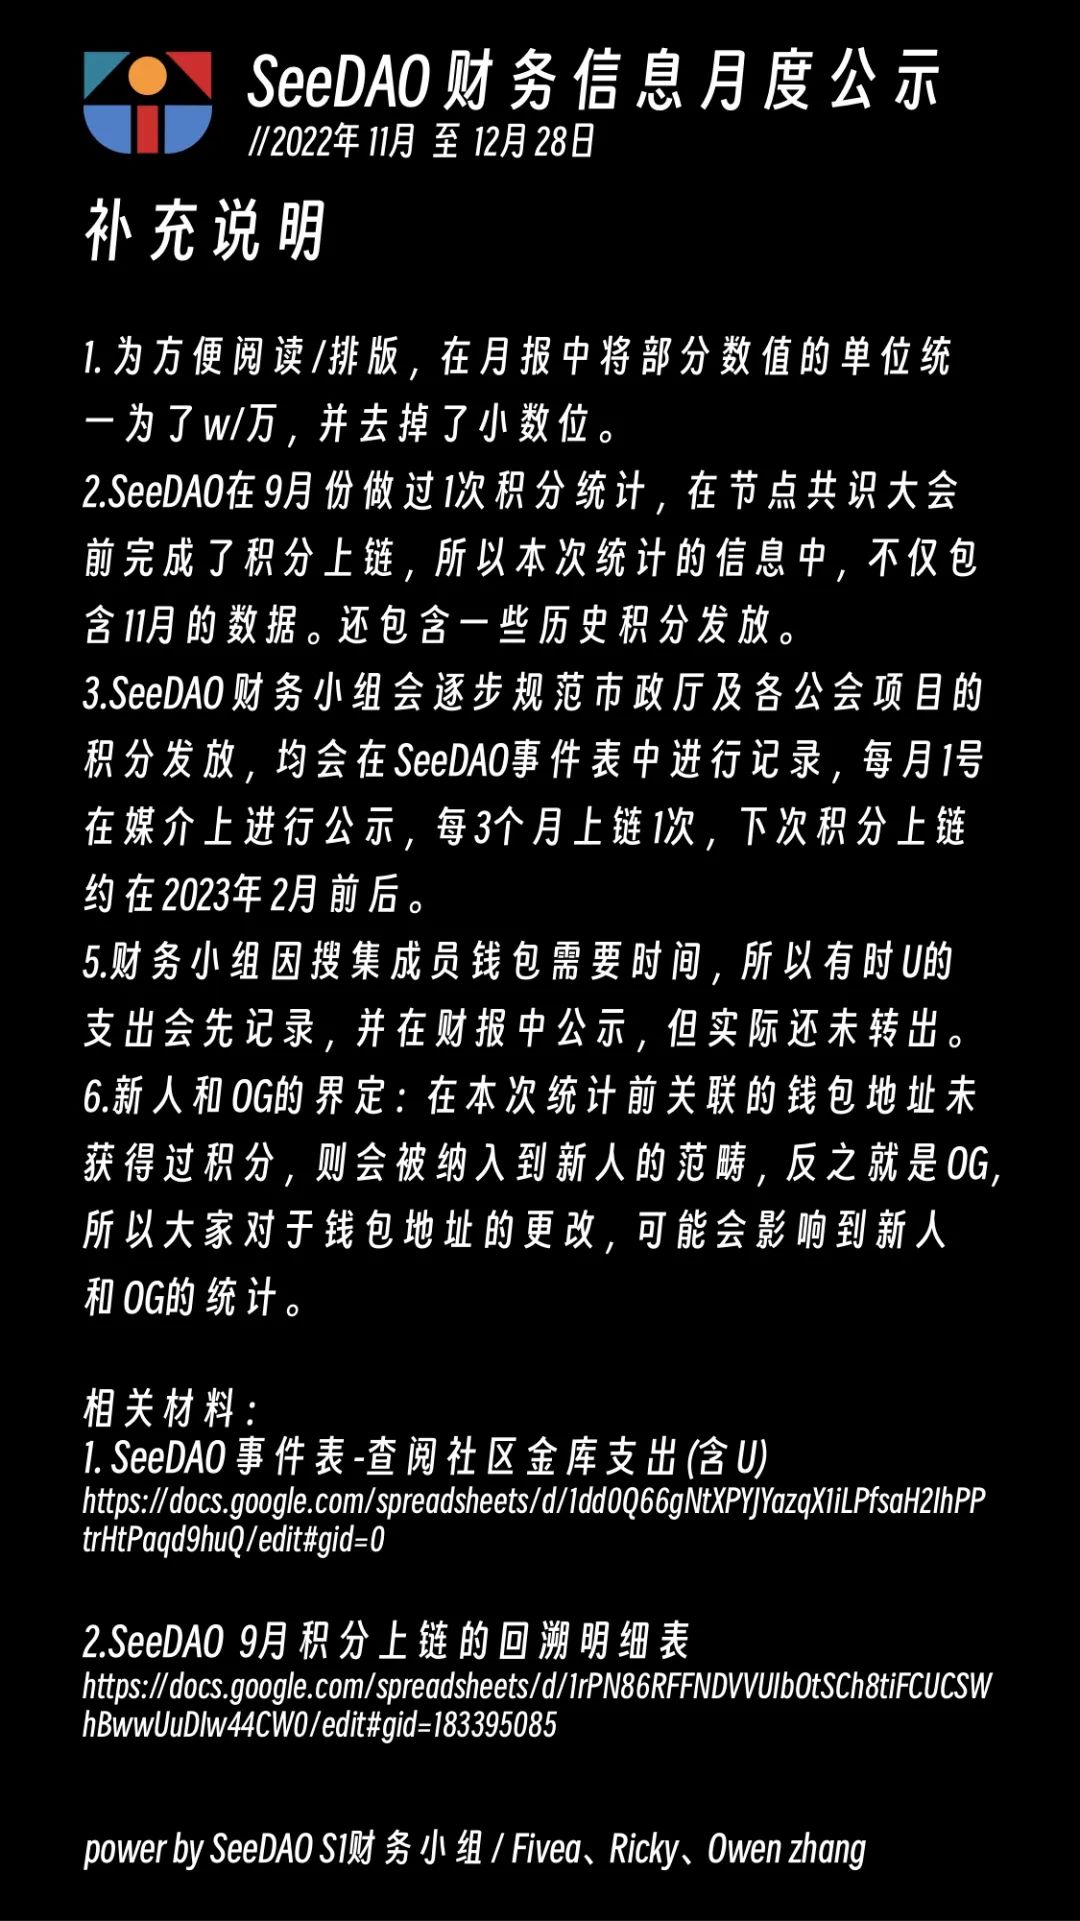 SeeDAO 财务信息月度公示
//2022年 11月 至 12月 28日
补充说明
1. 为方便阅读/排版，在月报中将部分数值的单位统
一为了 w/万，并去掉了小数位。
2.SeeDAO在 9月份做过 1次积分统计，在节点共识大会
前完成了积分上链，所以本次统计的信息中，不仅包
含 11月的数据。还包含一些历史积分发放。
3.SeeDAO 财务小组会逐步规范市政厅及各公会项目的
积分发放，均会在 SeeDAO事件表中进行记录，每月 1号
在媒介上进行公示，每 3个月上链 1次，下次积分上链
约在 2023年 2月前后。
5.财务小组因搜集成员钱包需要时间，所以有时 U的
支出会先记录，并在财报中公示，但实际还未转出。
6.新人和 OG的界定：在本次统计前关联的钱包地址未
获得过积分，则会被纳入到新人的范畴，反之就是 OG，
所以大家对于钱包地址的更改，可能会影响到新人
和 OG的统计。
相关材料：
1. SeeDAO 事件表 -查阅社区金库支出 (含 U)
https://docs.google.com/spreadsheets/d/1dd0Q66gNtXPYJYazqX1iLPfsaH2IhPP
trHtPaqd9huQ/edit#gid=0
2.SeeDAO 9月积分上链的回溯明细表
https://docs.google.com/spreadsheets/d/1rPN86RFFNDVVUIbOtSCh8tiFCUCSW
hBwwUuDIw44CW0/edit#gid=183395085
power by SeeDAO S1财务小组 / Fivea、Ricky、Owen zhang